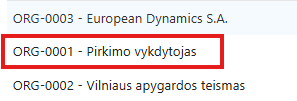 ORG-0003 - European Dynamics S.A.
ORG-0001 - Pirkimo vykdytojas
ORG-0002 - Vilniaus apygardos teismas